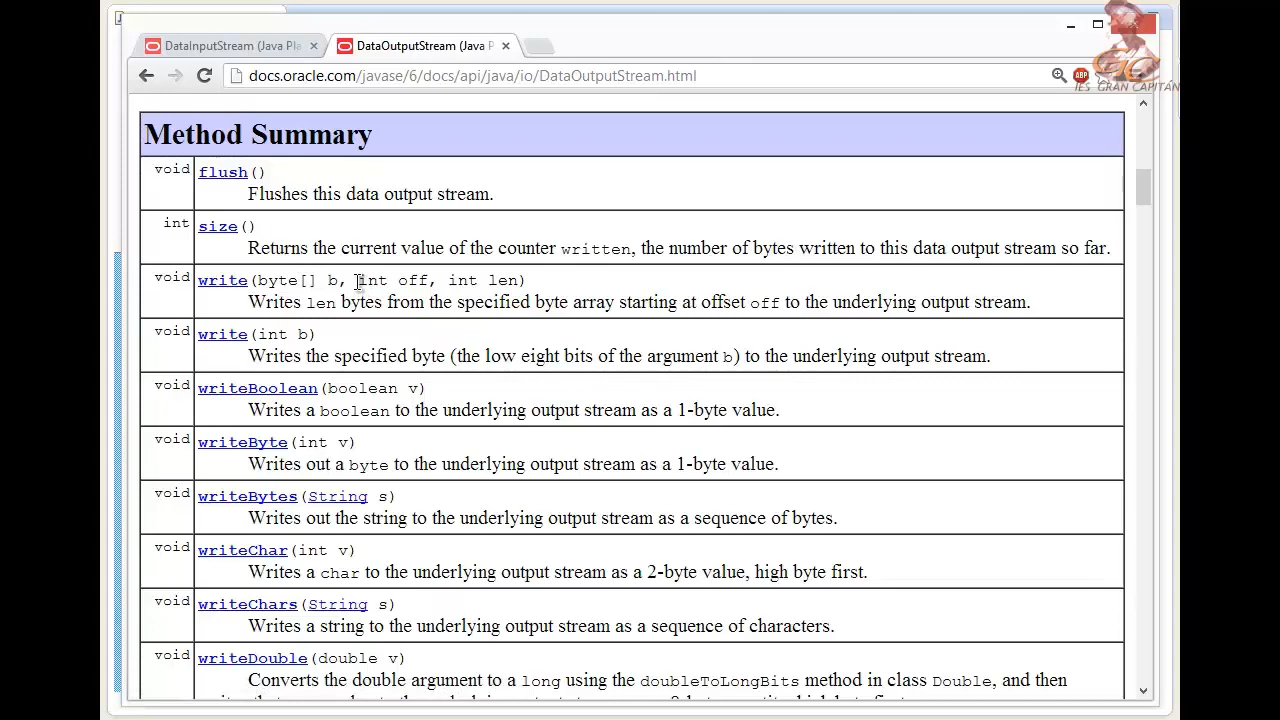 DataInputStream (Java Pla
DataOutputStream (Java P
docs.oracle.com/javase/6/docs/api/java/io/DataOutputStream.html
ABP
IES GRAN CAPITÁN
Method Summary
void flush()
Flushes this data output stream.
int size()
Returns the current value of the counter written, the number of bytes written to this data output stream so far.
void write(byte[] b, int off, int len)
Writes len bytes from the specified byte array starting at offset off to the underlying output stream.
void write(int b)
Writes the specified byte (the low eight bits of the argument b) to the underlying output stream.
void writeBoolean(boolean v)
Writes a boolean to the underlying output stream as a 1-byte value.
void writeByte(int v)
Writes out a byte to the underlying output stream as a 1-byte value.
void writeBytes(String s)
Writes out the string to the underlying output stream as a sequence of bytes.
void writeChar(int v)
Writes a char to the underlying output stream as a 2-byte value, high byte first.
void writeChars(String s)
Writes a string to the underlying output stream as a sequence of characters.
void writeDouble(double v)
Converts the double argument to a long using the doubleToLongBits method in class Double, and then